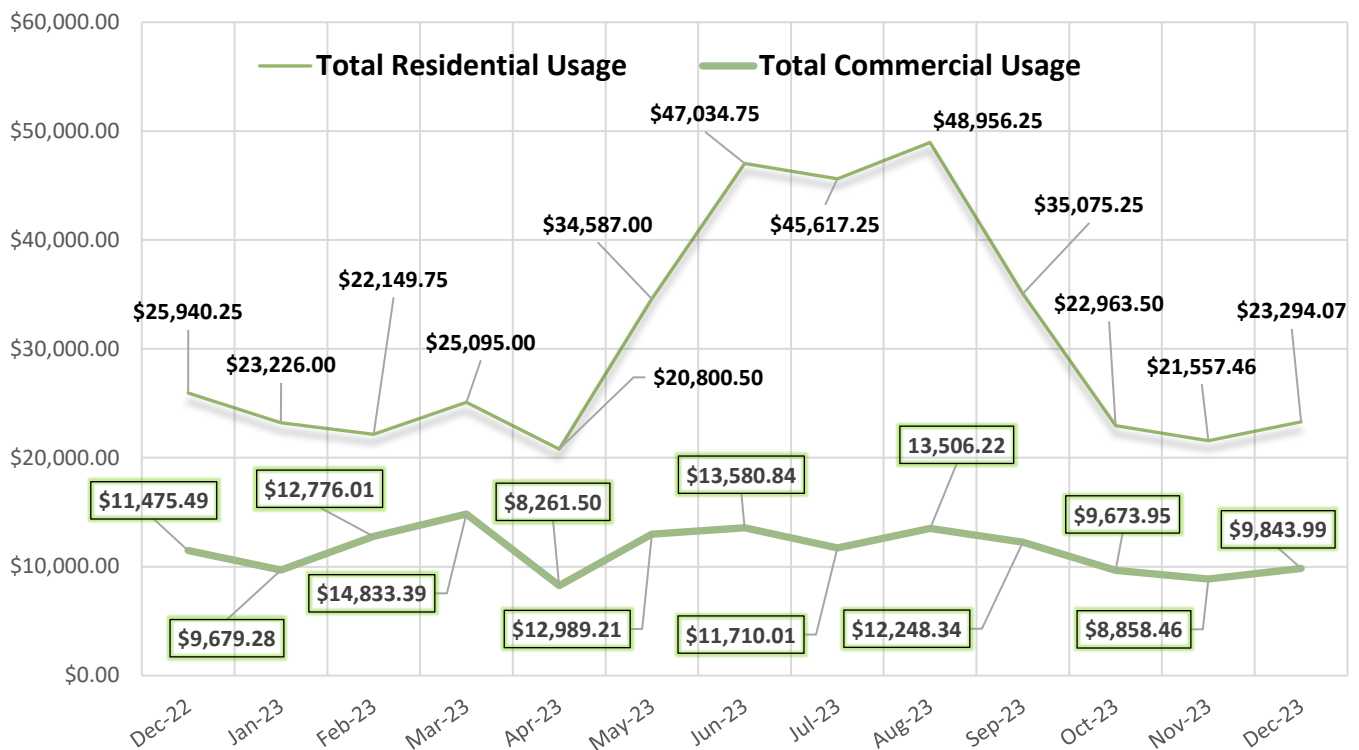 $60,000.00
$50,000.00
$40,000.00
$30,000.00
$20,000.00
$10,000.00
$0.00
Total Residential Usage Total Commercial Usage
$25,940.25
$23,226.00
$22,149.75
$25,095.00
$20,800.50
$34,587.00
$47,034.75
$45,617.25
$48,956.25
$35,075.25
$22,963.50
$21,557.46
$23,294.07
$11,475.49
$9,679.28
$12,776.01
$14,833.39
$8,261.50
$12,989.21
$13,580.84
$11,710.01
13,506.22
$12,248.34
$9,673.95
$8,858.46
$9,843.99
Dec-22
Jan-23
Feb-23
Mar-23
Apr-23
May-23
Jun-23
Jul-23
Aug-23
Sep-23
Oct-23
Nov-23
Dec-23